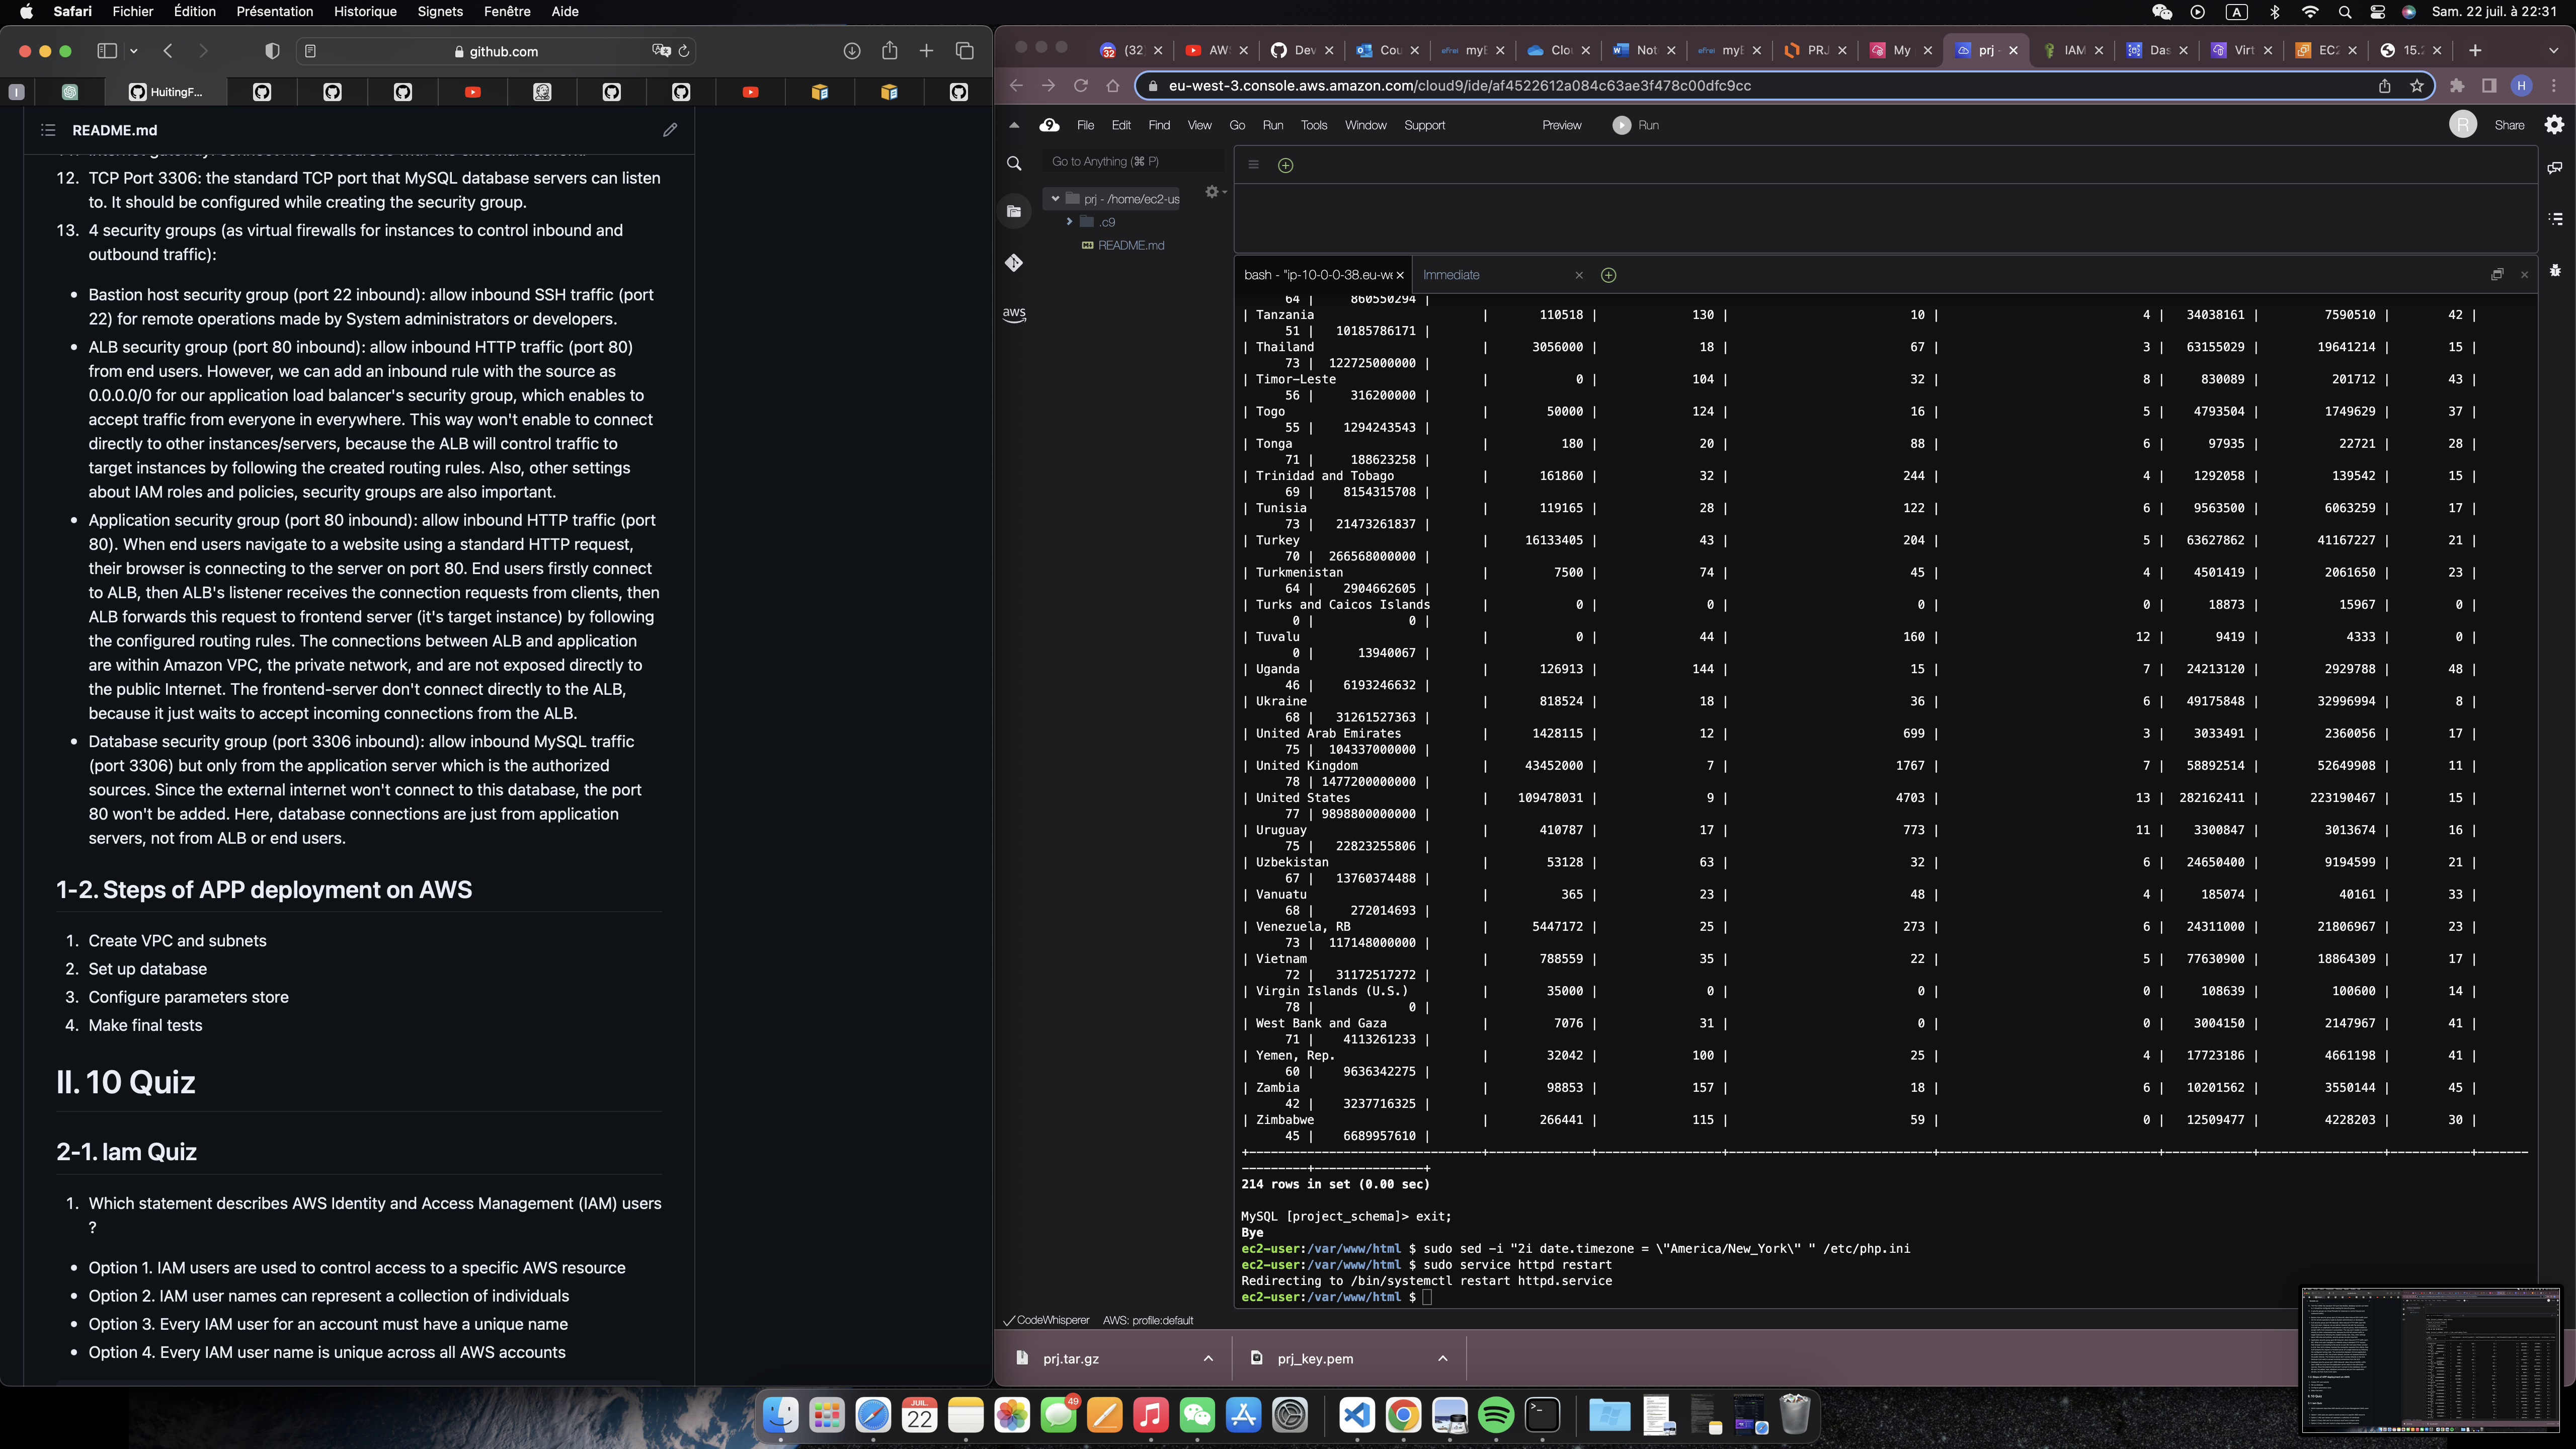 Safari Fichier Édition Présentation Historique Signets Fenêtre Aide
A Sam. 22 juil. à 22:31
github.com
HuitingF...
README.md
12. TCP Port 3306: the standard TCP port that MySQL database servers can listen
to. It should be configured while creating the security group.
13. 4 security groups (as virtual firewalls for instances to control inbound and
outbound traffic):
• Bastion host security group (port 22 inbound): allow inbound SSH traffic (port
22) for remote operations made by System administrators or developers.
• ALB security group (port 80 inbound): allow inbound HTTP traffic (port 80)
from end users. However, we can add an inbound rule with the source as
0.0.0.0/0 for our application load balancer's security group, which enables to
accept traffic from everyone in everywhere. This way won't enable to connect
directly to other instances/servers, because the ALB will control traffic to
target instances by following the created routing rules. Also, other settings
about IAM roles and policies, security groups are also important.
• Application security group (port 80 inbound): allow inbound HTTP traffic (port
80). When end users navigate to a website using a standard HTTP request,
their browser is connecting to the server on port 80. End users firstly connect
to ALB, then ALB's listener receives the connection requests from clients, then
ALB forwards this request to frontend server (it's target instance) by following
the configured routing rules. The connections between ALB and application
are within Amazon VPC, the private network, and are not exposed directly to
the public Internet. The frontend-server don't connect directly to the ALB,
because it just waits to accept incoming connections from the ALB.
• Database security group (port 3306 inbound): allow inbound MySQL traffic
(port 3306) but only from the application server which is the authorized
sources. Since the external internet won't connect to this database, the port
80 won't be added. Here, database connections are just from application
servers, not from ALB or end users.
1-2. Steps of APP deployment on AWS
1. Create VPC and subnets
2. Set up database
3. Configure parameters store
4. Make final tests
II. 10 Quiz
2-1. Iam Quiz
1. Which statement describes AWS Identity and Access Management (IAM) users
?
• Option 1. IAM users are used to control access to a specific AWS resource
• Option 2. IAM user names can represent a collection of individuals
• Option 3. Every IAM user for an account must have a unique name
• Option 4. Every IAM user name is unique across all AWS accounts
(32) AW Dev Cou efrei myE Clo Not efrei myE PRJ My prj - IAM Das Virt EC2 15.2
eu-west-3.console.aws.amazon.com/cloud9/ide/af4522612a084c63ae3f478c00dfc9cc
H
9 File Edit Find View Go Run Tools Window Support Preview Run R Share
Go to Anything (⌘ P)
prj - /home/ec2-us
.c9
README.md
aws
bash - "ip-10-0-0-38.eu-we Immediate
64 | 860550294 |
| Tanzania | 110518 | 130 | 10 | 4 | 34038161 | 7590510 | 42 |
51 | 10185786171 |
| Thailand | 3056000 | 18 | 67 | 3 | 63155029 | 19641214 | 15 |
73 | 122725000000 |
| Timor-Leste | 0 | 104 | 32 | 8 | 830089 | 201712 | 43 |
56 | 316200000 |
| Togo | 50000 | 124 | 16 | 5 | 4793504 | 1749629 | 37 |
55 | 1294243543 |
| Tonga | 180 | 20 | 88 | 6 | 97935 | 22721 | 28 |
71 | 188623258 |
| Trinidad and Tobago | 161860 | 32 | 244 | 4 | 1292058 | 139542 | 15 |
69 | 8154315708 |
| Tunisia | 119165 | 28 | 122 | 6 | 9563500 | 6063259 | 17 |
73 | 21473261837 |
| Turkey | 16133405 | 43 | 204 | 5 | 63627862 | 41167227 | 21 |
70 | 266568000000 |
| Turkmenistan | 7500 | 74 | 45 | 4 | 4501419 | 2061650 | 23 |
64 | 2904662605 |
| Turks and Caicos Islands | 0 | 0 | 0 | 0 | 18873 | 15967 | 0 |
0 | 0 |
| Tuvalu | 0 | 44 | 160 | 12 | 9419 | 4333 | 0 |
0 | 13940067 |
| Uganda | 126913 | 144 | 15 | 7 | 24213120 | 2929788 | 48 |
46 | 6193246632 |
| Ukraine | 818524 | 18 | 36 | 6 | 49175848 | 32996994 | 8 |
68 | 31261527363 |
| United Arab Emirates | 1428115 | 12 | 699 | 3 | 3033491 | 2360056 | 17 |
75 | 104337000000 |
| United Kingdom | 43452000 | 7 | 1767 | 7 | 58892514 | 52649908 | 11 |
78 | 1477200000000 |
| United States | 109478031 | 9 | 4703 | 13 | 282162411 | 223190467 | 15 |
77 | 9898800000000 |
| Uruguay | 410787 | 17 | 773 | 11 | 3300847 | 3013674 | 16 |
75 | 22823255806 |
| Uzbekistan | 53128 | 63 | 32 | 6 | 24650400 | 9194599 | 21 |
67 | 13760374488 |
| Vanuatu | 365 | 23 | 48 | 4 | 185074 | 40161 | 33 |
68 | 272014693 |
| Venezuela, RB | 5447172 | 25 | 273 | 6 | 24311000 | 21806967 | 23 |
73 | 117148000000 |
| Vietnam | 788559 | 35 | 22 | 5 | 77630900 | 18864309 | 17 |
72 | 31172517272 |
| Virgin Islands (U.S.) | 35000 | 0 | 0 | 0 | 108639 | 100600 | 14 |
78 | 0 |
| West Bank and Gaza | 7076 | 31 | 0 | 0 | 3004150 | 2147967 | 41 |
71 | 4113261233 |
| Yemen, Rep. | 32042 | 100 | 25 | 4 | 17723186 | 4661198 | 41 |
60 | 9636342275 |
| Zambia | 98853 | 157 | 18 | 6 | 10201562 | 3550144 | 45 |
42 | 3237716325 |
| Zimbabwe | 266441 | 115 | 59 | 0 | 12509477 | 4228203 | 30 |
45 | 6689957610 |
214 rows in set (0.00 sec)
MySQL [project_schema]> exit;
Bye
ec2-user:/var/www/html $ sudo sed -i "2i date.timezone = \"America/New_York\" " /etc/php.ini
ec2-user:/var/www/html $ sudo service httpd restart
Redirecting to /bin/systemctl restart httpd.service
ec2-user:/var/www/html $
CodeWhisperer AWS: profile:default
prj.tar.gz prj_key.pem
JUIL. 22 49